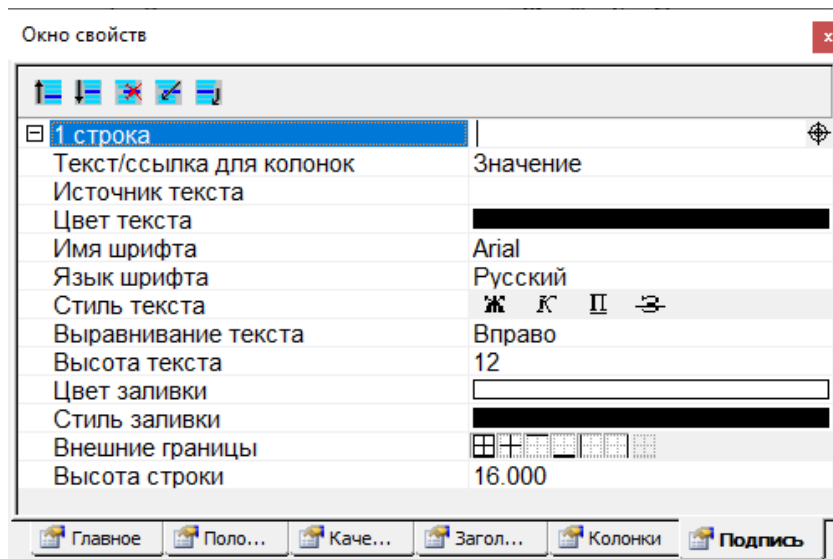 Окно свойств
x
1 строка
Текст/ссылка для колонок Значение
Источник текста
Цвет текста
Имя шрифта Arial
Язык шрифта Русский
Стиль текста Ж К П З
Выравнивание текста Вправо
Высота текста 12
Цвет заливки
Стиль заливки
Внешние границы
Высота строки 16.000
Главное Поло... Каче... Загол... Колонки Подпись